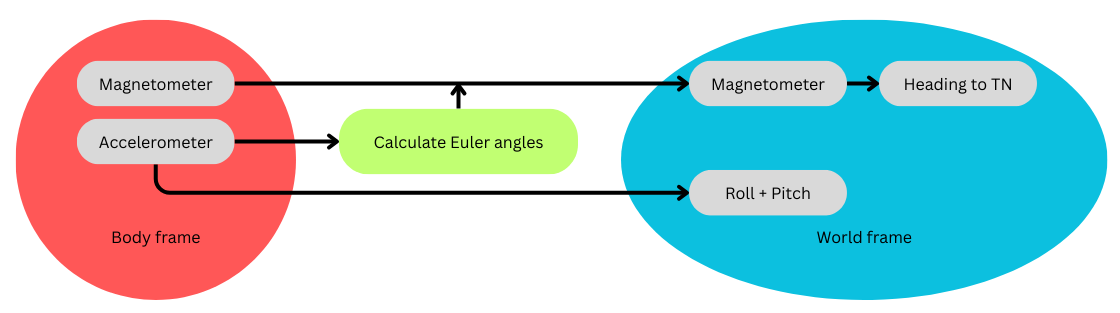 Magnetometer
Magnetometer
Heading to TN
Accelerometer
Calculate Euler angles
Roll + Pitch
Body frame
World frame